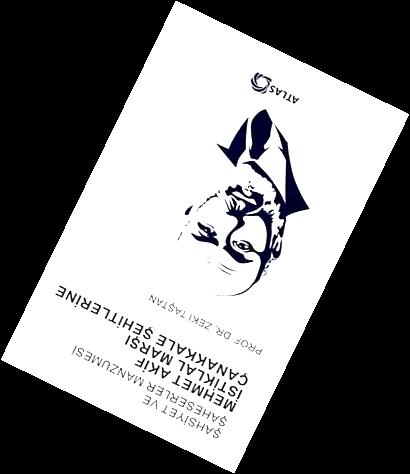 ŞAHSİYET VE
ŞAHESERLER MANZUMESİ
MEHMET AKİF
İSTİKLAL MARŞI
ÇANAKKALE ŞEHİTLERİNE
PROF. DR. ZEKİ TAŞTAN
ATLAS